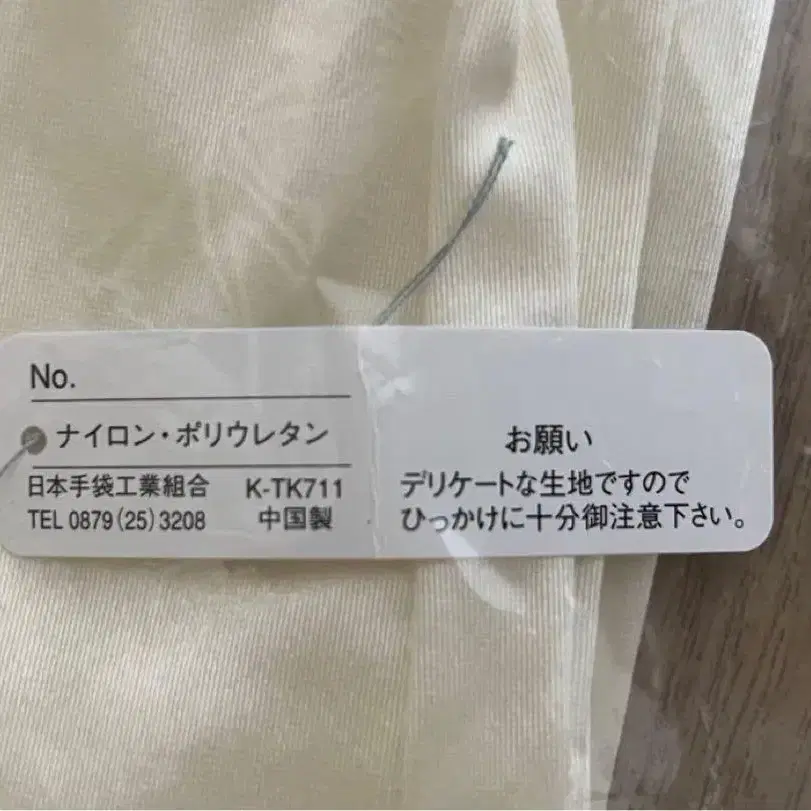 No.
ナイロン・ポリウレタン
日本手袋工業組合 K-TK711
TEL 0879(25)3208 中国製
お願い
デリケートな生地ですので
ひっかけに十分御注意下さい。